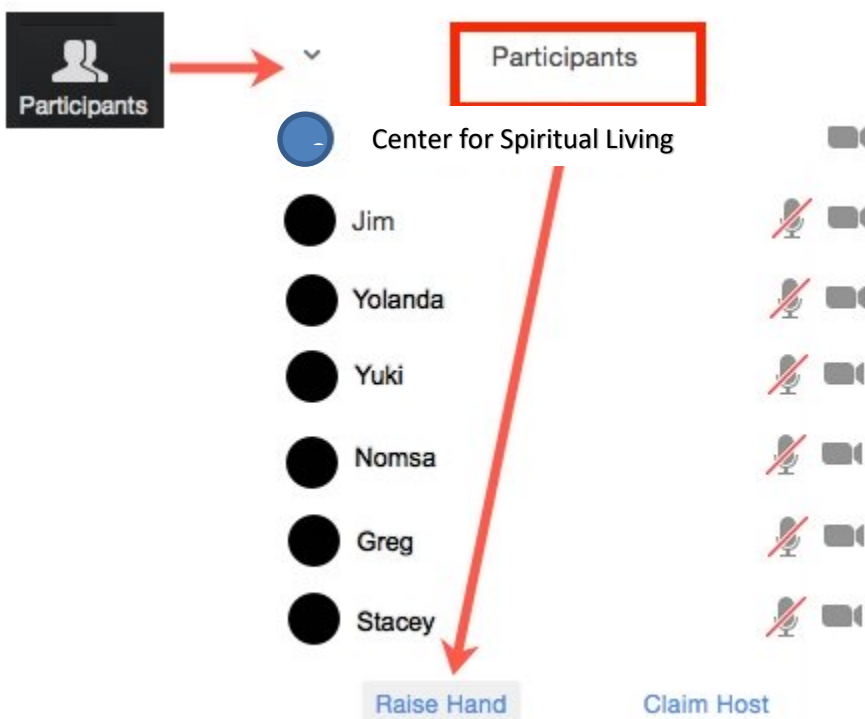 Participants
Participants
Center for Spiritual Living
Jim
Yolanda
Yuki
Nomsa
Greg
Stacey
Raise Hand Claim Host